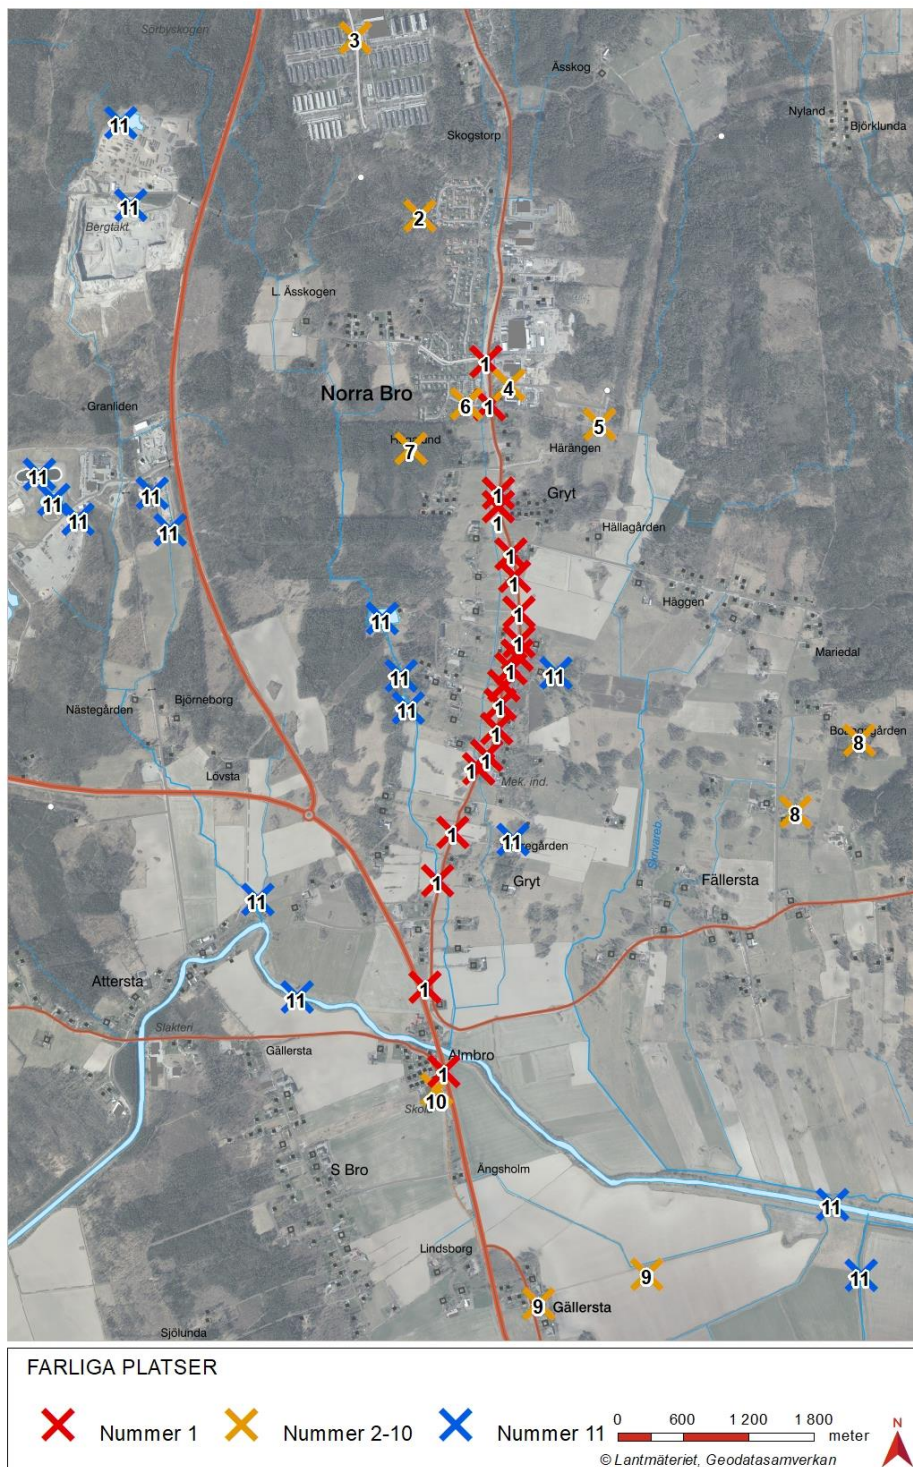 Sörbyskogen
3
Ässkog
11
Nyland
Björklunda
Skogstorp
11
2
Bergtäkt
L. Ässkogen
1
Norra Bro
4
6
1
Granliden
5
7
Härängen
11
11
1
Gryt
11
11
11
1
Hällagården
1
1
Häggen
11
1
1
Mariedal
11
1
11
Nästegården
Björneborg
11
1
1
8
Lövsta
1
1
Mek. ind.
8
1
11
Skrivareb.
1
Gryt
Fällersta
11
Attersta
1
11
Slakteri
Gällersta
Almbro
1
10
S Bro
Ängsholm
11
Lindsborg
9
11
9
Gällersta
Sjölunda
FARLIGA PLATSER
Nummer 1
Nummer 2-10
Nummer 11
0 600 1 200 1 800
meter
N
© Lantmäteriet, Geodatasamverkan